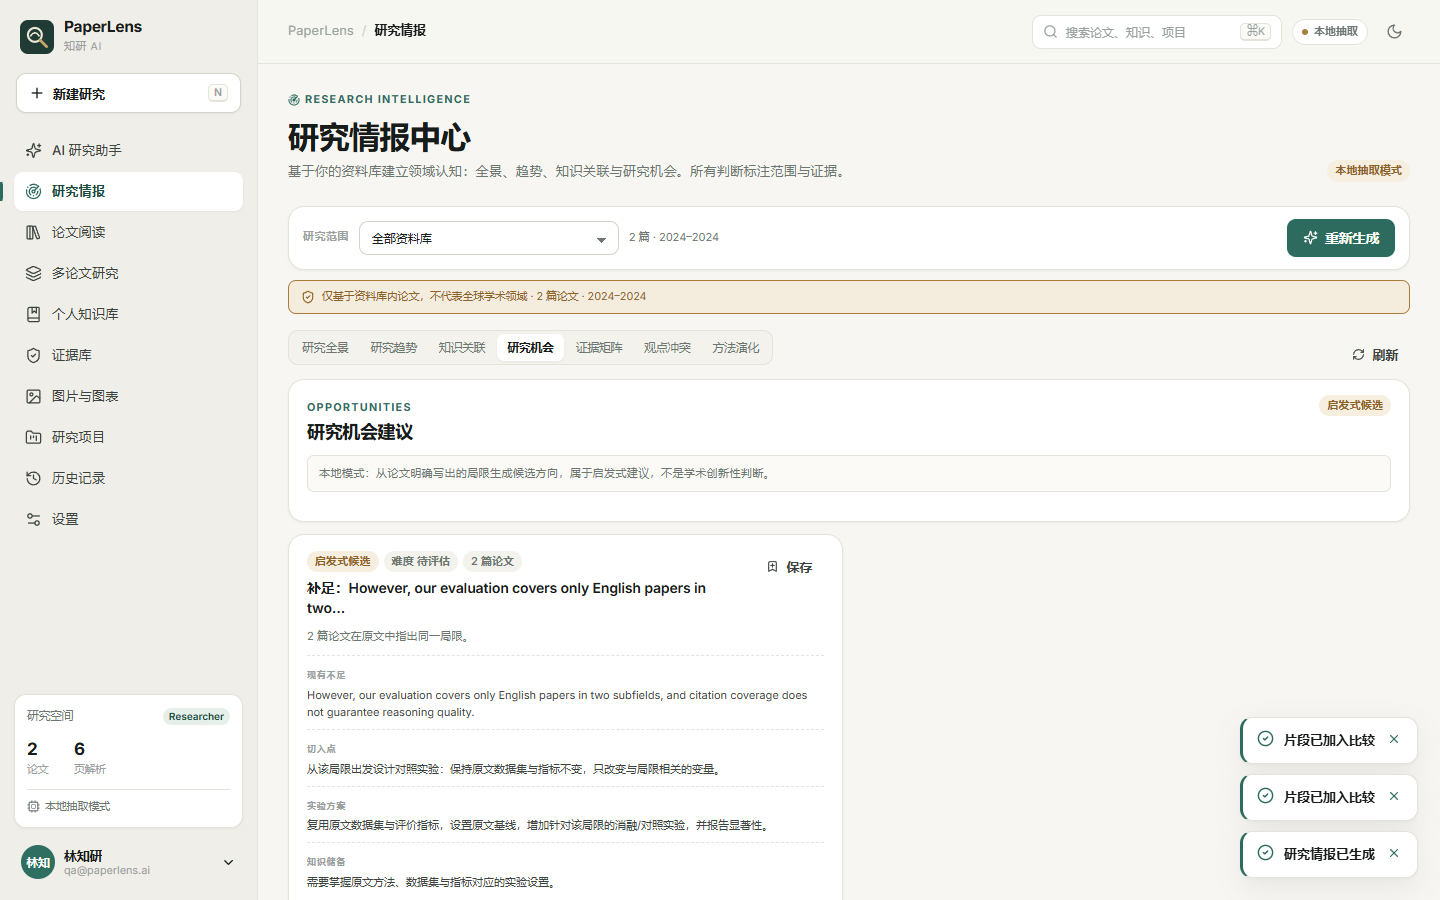 PaperLens
知研 AI
新建研究
N
AI 研究助手
研究情报
论文阅读
多论文研究
个人知识库
证据库
图片与图表
研究项目
历史记录
设置
研究空间
Researcher
2
6
论文
页解析
本地抽取模式
林知
林知研
qa@paperlens.ai
PaperLens / 研究情报
搜索论文、知识、项目
⌘K
本地抽取
RESEARCH INTELLIGENCE
研究情报中心
基于你的资料库建立领域认知：全景、趋势、知识关联与研究机会。所有判断标注范围与证据。
本地抽取模式
研究范围
全部资料库
2 篇 · 2024–2024
重新生成
仅基于资料库内论文，不代表全球学术领域 · 2 篇论文 · 2024–2024
研究全景
研究趋势
知识关联
研究机会
证据矩阵
观点冲突
方法演化
刷新
OPPORTUNITIES
启发式候选
研究机会建议
本地模式：从论文明确写出的局限生成候选方向，属于启发式建议，不是学术创新性判断。
启发式候选
难度 待评估
2 篇论文
保存
补足：However, our evaluation covers only English papers in
two…
2 篇论文在原文中指出同一局限。
现有不足
However, our evaluation covers only English papers in two subfields, and citation coverage does
not guarantee reasoning quality.
切入点
从该局限出发设计对照实验：保持原文数据集与指标不变，只改变与局限相关的变量。
实验方案
复用原文数据集与评价指标，设置原文基线，增加针对该局限的消融/对照实验，并报告显著性。
知识储备
需要掌握原文方法、数据集与指标对应的实验设置。
片段已加入比较
片段已加入比较
研究情报已生成